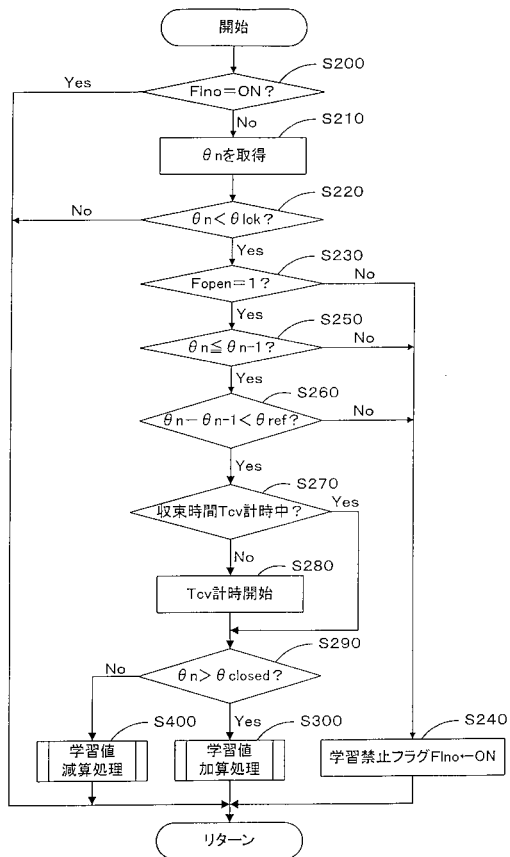 開始
S200
Yes
Flno=ON?
No
S210
θnを取得
S220
No
θn<θlok?
Yes
S230
Fopen=1?
No
Yes
S250
θn≦θn-1?
No
Yes
S260
θn-θn-1<θref?
No
Yes
S270
収束時間Tcv計時中?
Yes
No
S280
Tcv計時開始
S290
No
θn>θclosed?
Yes
S400
S300
S240
学習値
減算処理
学習値
加算処理
学習禁止フラグFlno←ON
リターン